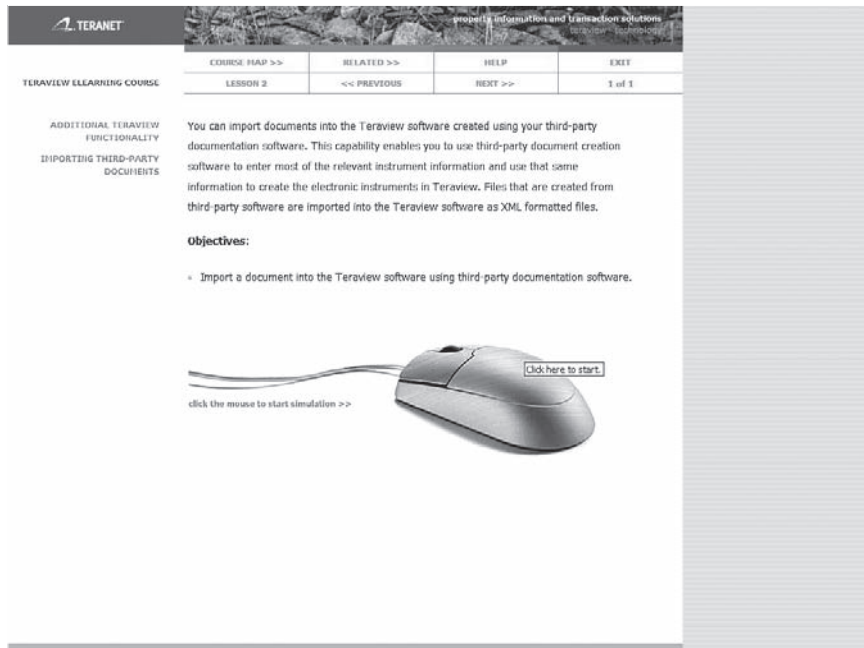 TERANET
property information and transaction solutions
teraview · technology
COURSE MAP >>
RELATED >>
HELP
EXIT
TERAVIEW ELEARNING COURSE
LESSON 2
<< PREVIOUS
NEXT >>
1 of 1
ADDITIONAL TERAVIEW
FUNCTIONALITY
IMPORTING THIRD-PARTY
DOCUMENTS
You can import documents into the Teraview software created using your third-party
documentation software. This capability enables you to use third-party document creation
software to enter most of the relevant instrument information and use that same
information to create the electronic instruments in Teraview. Files that are created from
third-party software are imported into the Teraview software as XML formatted files.
Objectives:
Import a document into the Teraview software using third-party documentation software.
Click here to start.
click the mouse to start simulation >>